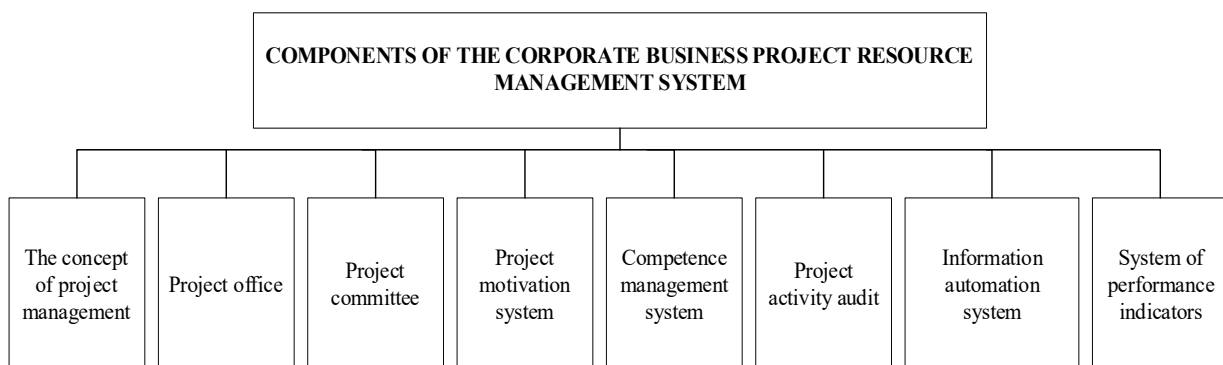 COMPONENTS OF THE CORPORATE BUSINESS PROJECT RESOURCE
MANAGEMENT SYSTEM
The concept
of project
management
Project office
Project
committee
Project
motivation
system
Competence
management
system
Project
activity audit
Information
automation
system
System of
performance
indicators